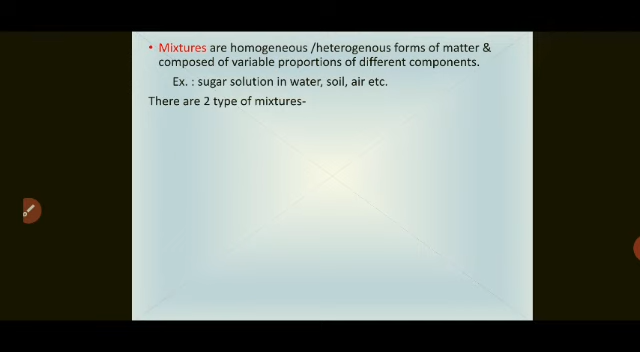 • Mixtures are homogeneous /heterogenous forms of matter &
composed of variable proportions of different components.
Ex. : sugar solution in water, soil, air etc.
There are 2 type of mixtures-